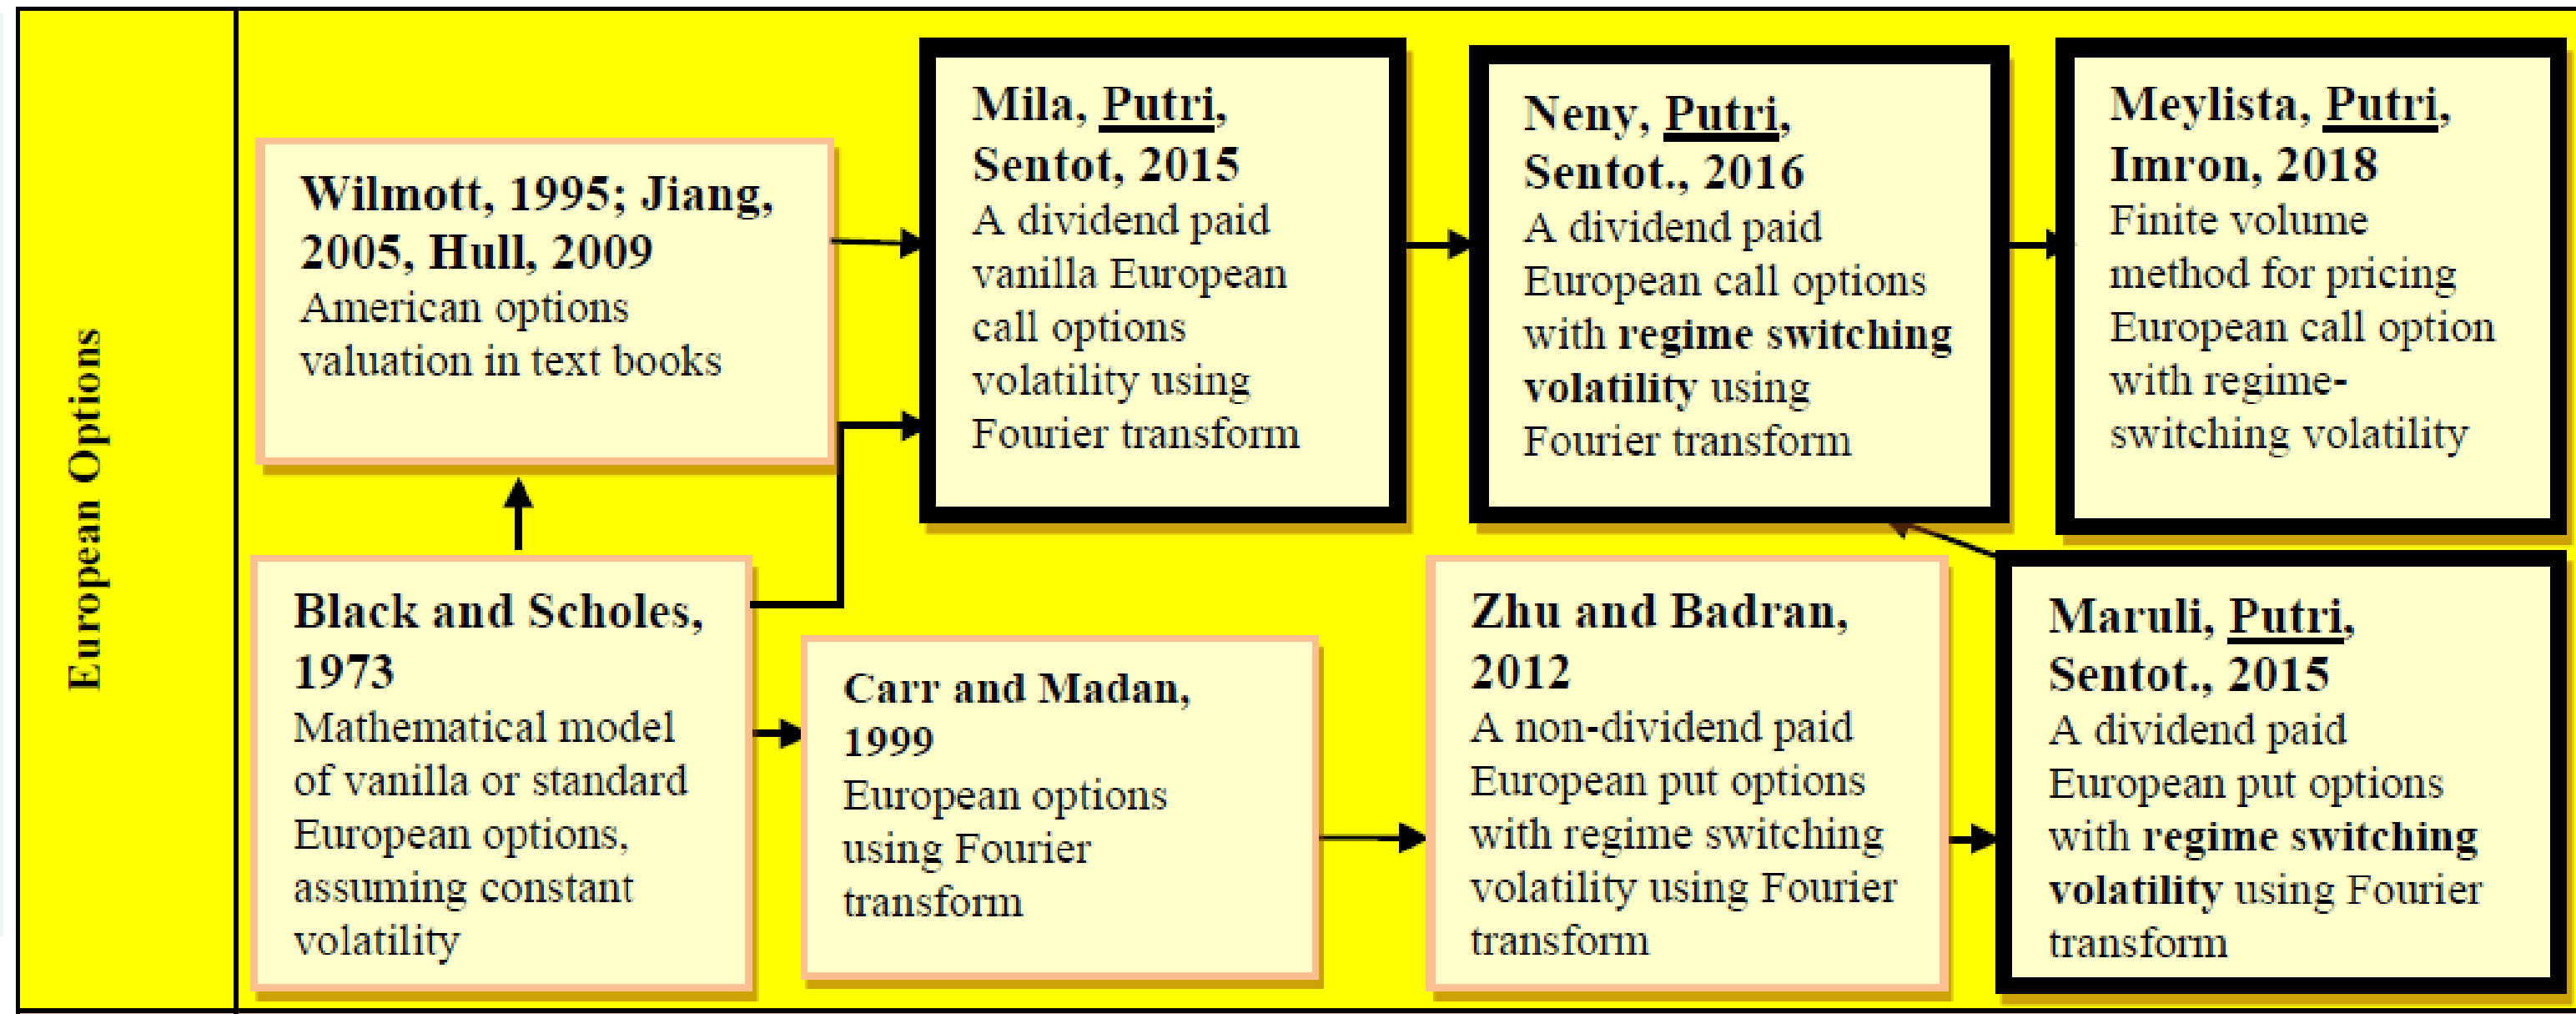 European Options
Wilmott, 1995; Jiang,
2005, Hull, 2009
American options
valuation in text books
Mila, Putri,
Sentot, 2015
A dividend paid
vanilla European
call options
volatility using
Fourier transform
Neny, Putri,
Sentot., 2016
A dividend paid
European call options
with regime switching
volatility using
Fourier transform
Meylista, Putri,
Imron, 2018
Finite volume
method for pricing
European call option
with regime-
switching volatility
Black and Scholes,
1973
Mathematical model
of vanilla or standard
European options,
assuming constant
volatility
Carr and Madan,
1999
European options
using Fourier
transform
Zhu and Badran,
2012
A non-dividend paid
European put options
with regime switching
volatility using Fourier
transform
Maruli, Putri,
Sentot., 2015
A dividend paid
European put options
with regime switching
volatility using Fourier
transform